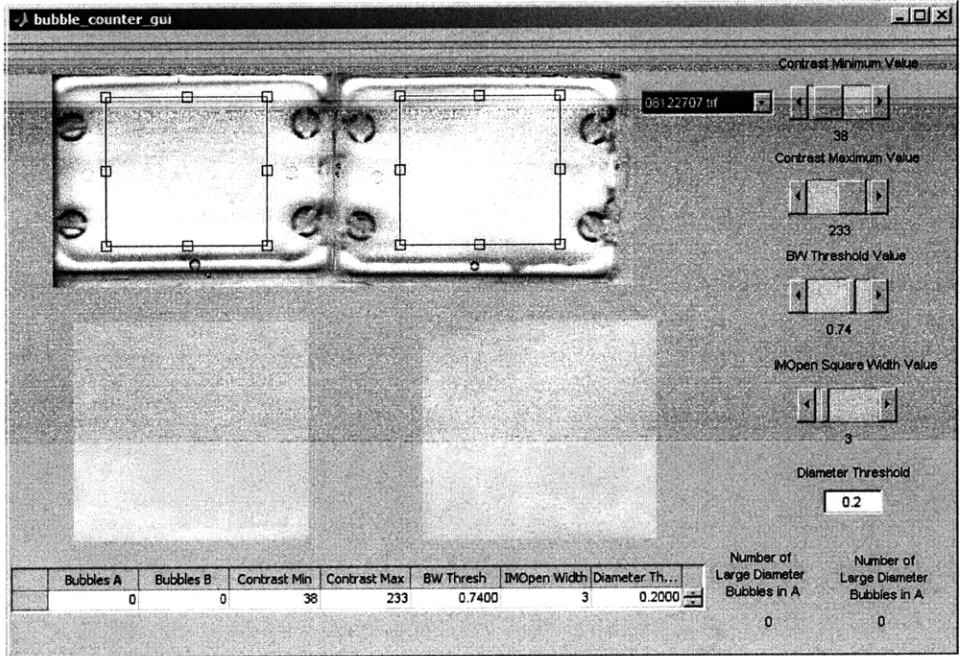 bubble_counter_gui
Contrast Minimum Value
08122707.tif
38
Contrast Maximum Value
233
BW Threshold Value
0.74
IMOpen Square Width Value
3
Diameter Threshold
0.2
Bubbles A Bubbles B Contrast Min Contrast Max BW Thresh IMOpen Width Diameter Th...
0 0 38 233 0.7400 3 0.2000
Number of
Large Diameter
Bubbles in A
0
Number of
Large Diameter
Bubbles in A
0